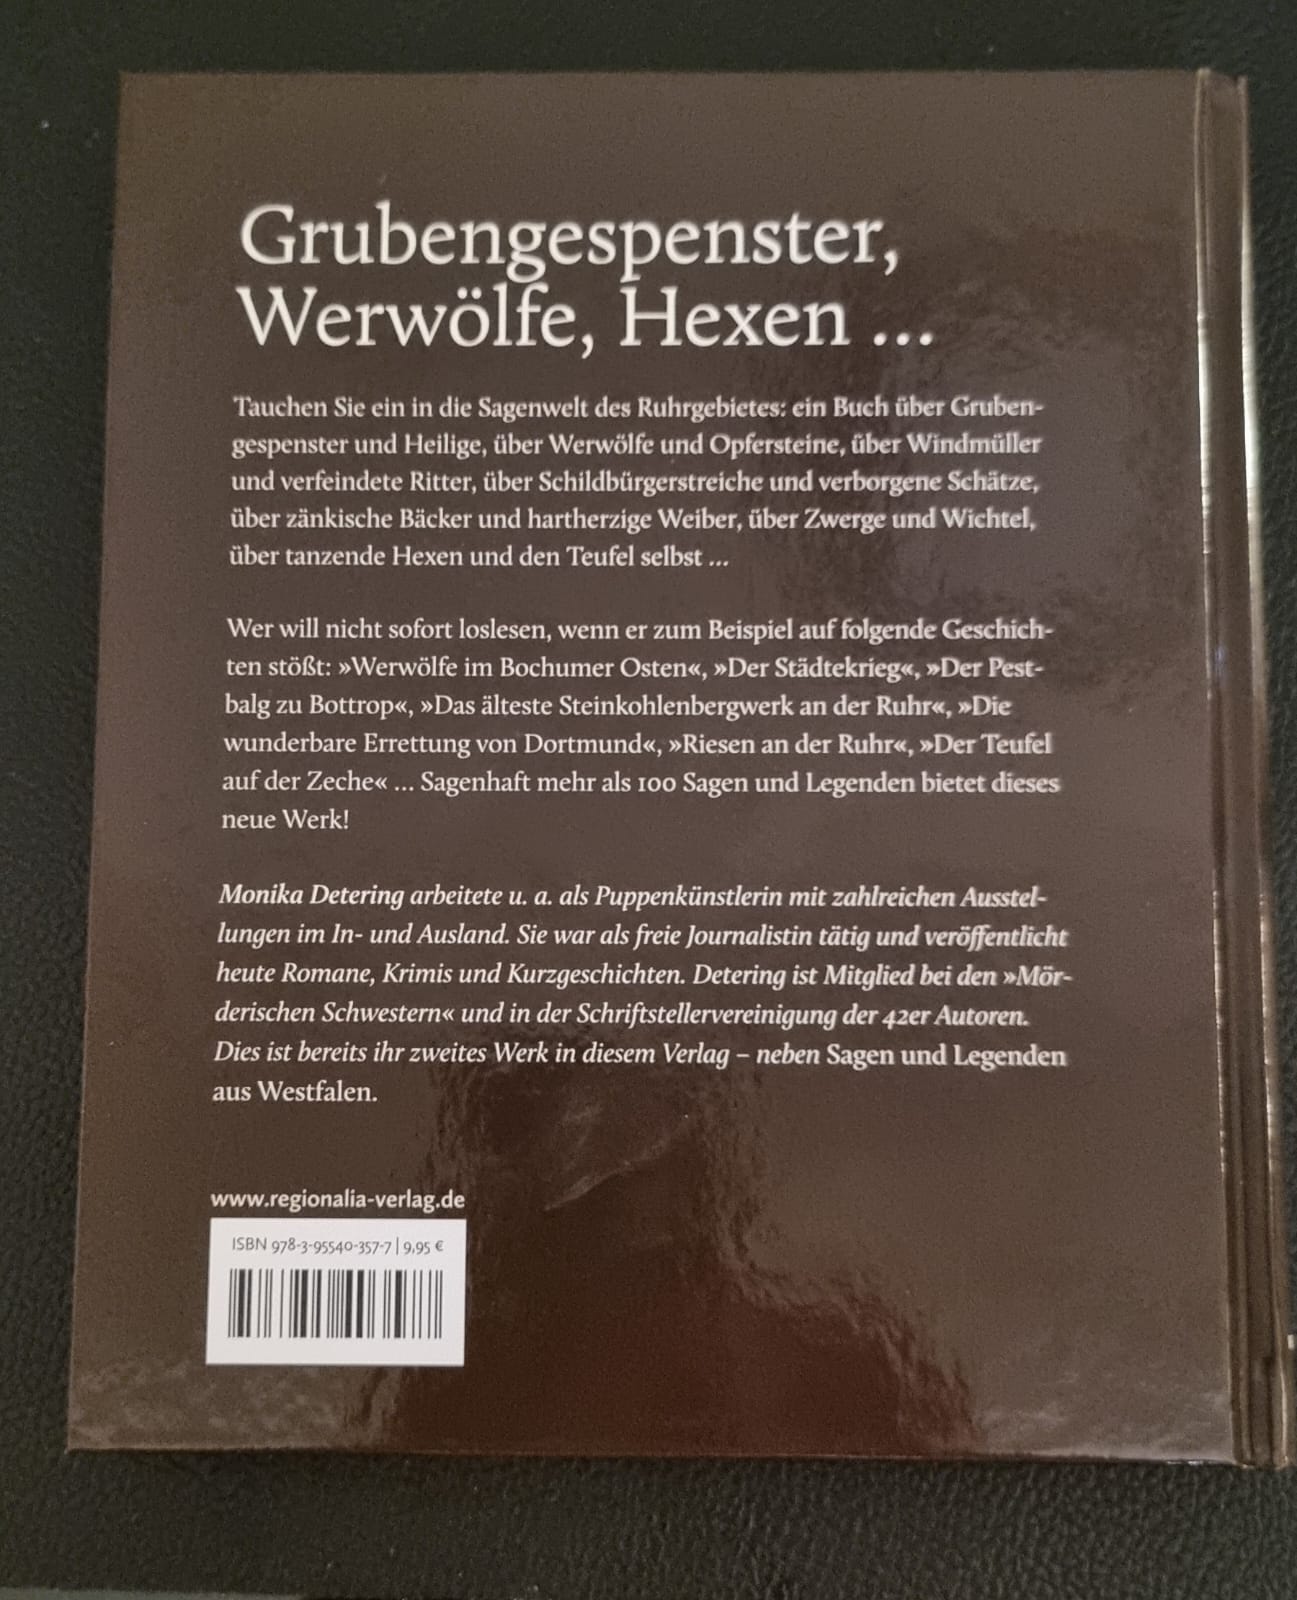 Grubengespenster,
Werwölfe, Hexen ...
Tauchen Sie ein in die Sagenwelt des Ruhrgebietes: ein Buch über Gruben-
gespenster und Heilige, über Werwölfe und Opfersteine, über Windmüller
und verfeindete Ritter, über Schildbürgerstreiche und verborgene Schätze,
über zänkische Bäcker und hartherzige Weiber, über Zwerge und Wichtel,
über tanzende Hexen und den Teufel selbst ...
Wer will nicht sofort loslesen, wenn er zum Beispiel auf folgende Geschich-
ten stößt: »Werwölfe im Bochumer Osten«, »Der Städtekrieg«, »Der Pest-
balg zu Bottrop«, »Das älteste Steinkohlenbergwerk an der Ruhr«, »Die
wunderbare Errettung von Dortmund«, »Riesen an der Ruhr«, »Der Teufel
auf der Zeche« ... Sagenhaft mehr als 100 Sagen und Legenden bietet dieses
neue Werk!
Monika Detering arbeitete u. a. als Puppenkünstlerin mit zahlreichen Ausstel-
lungen im In- und Ausland. Sie war als freie Journalistin tätig und veröffentlicht
heute Romane, Krimis und Kurzgeschichten. Detering ist Mitglied bei den »Mör-
derischen Schwestern« und in der Schriftstellervereinigung der 42er Autoren.
Dies ist bereits ihr zweites Werk in diesem Verlag – neben Sagen und Legenden
aus Westfalen.
www.regionalia-verlag.de
ISBN 978-3-95540-357-7 | 9,95 €